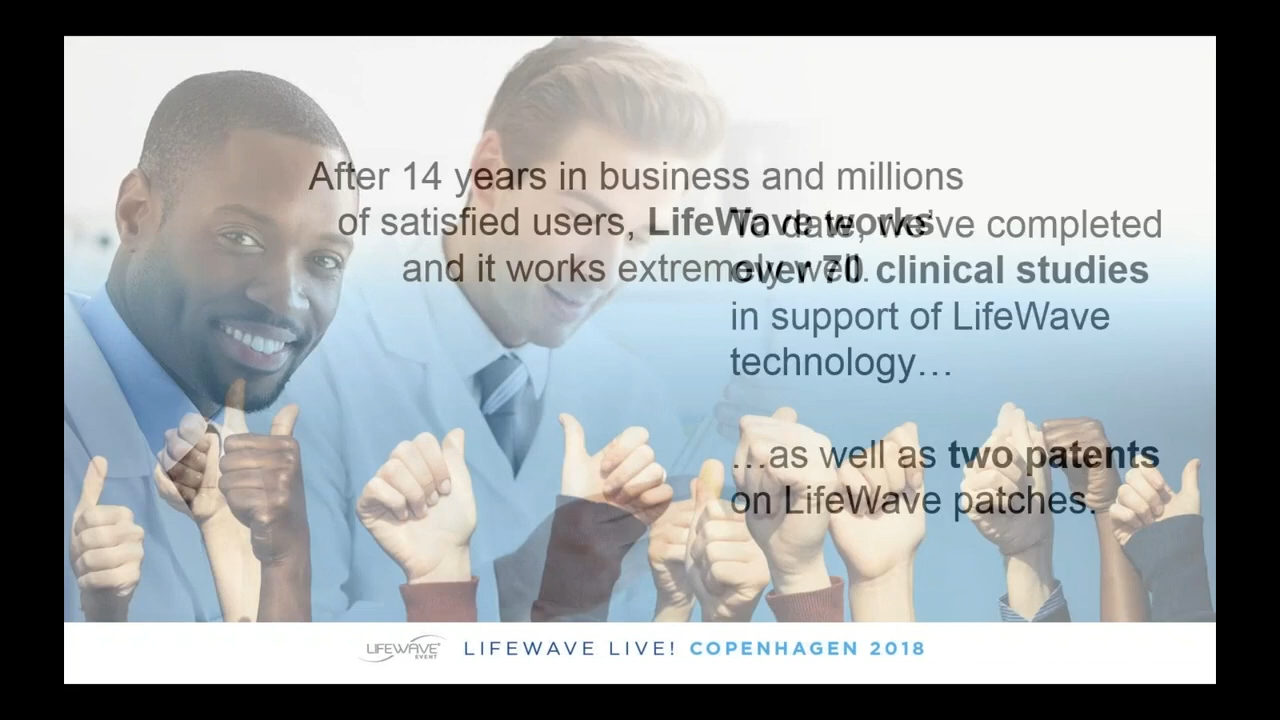 After 14 years in business and millions
of satisfied users, LifeWave works
and it works extremely well.
To date, we've completed
over 70 clinical studies
in support of LifeWave
technology…
…as well as two patents
on LifeWave patches.
LIFEWAVE
EVENT
LIFEWAVE LIVE! COPENHAGEN 2018